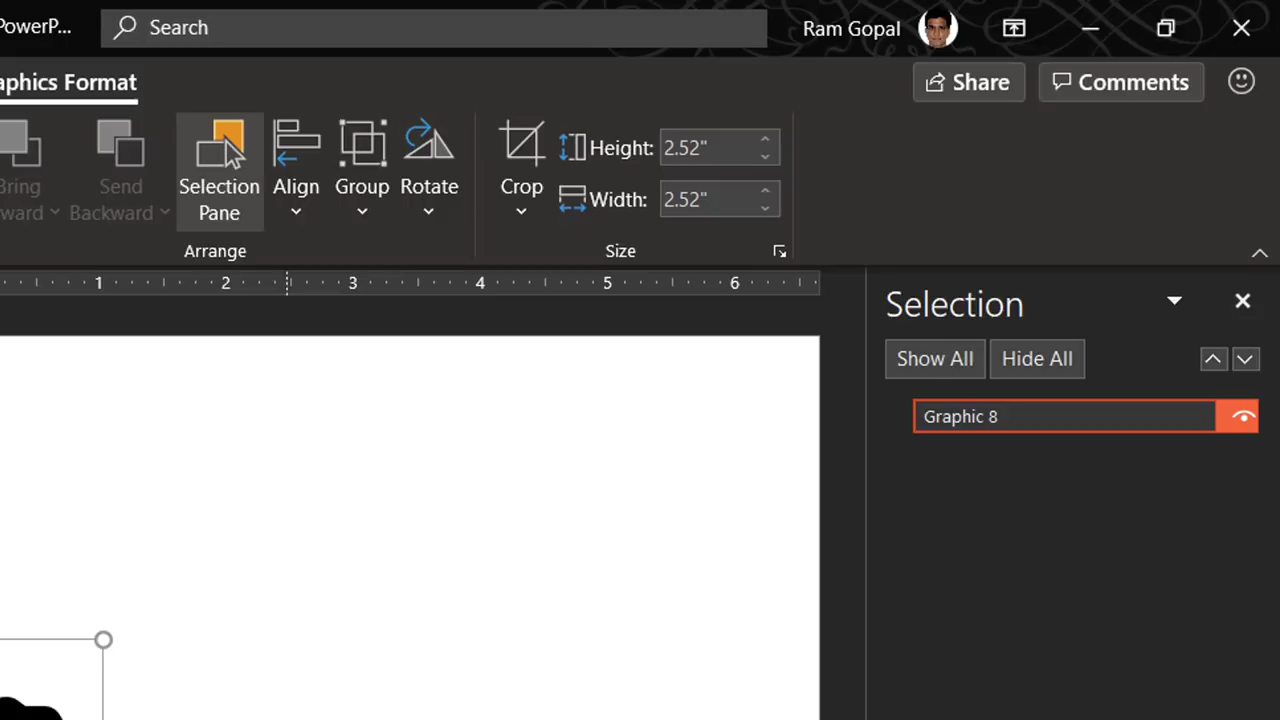 PowerP...
Search
Ram Gopal
aphics Format
Share
Comments
Bring
ward
Send
Backward
Selection
Pane
Align
Group
Rotate
Crop
Height:
2.52"
Width:
2.52"
Arrange
Size
1 2 3 4 5 6
Selection
Show All
Hide All
Graphic 8